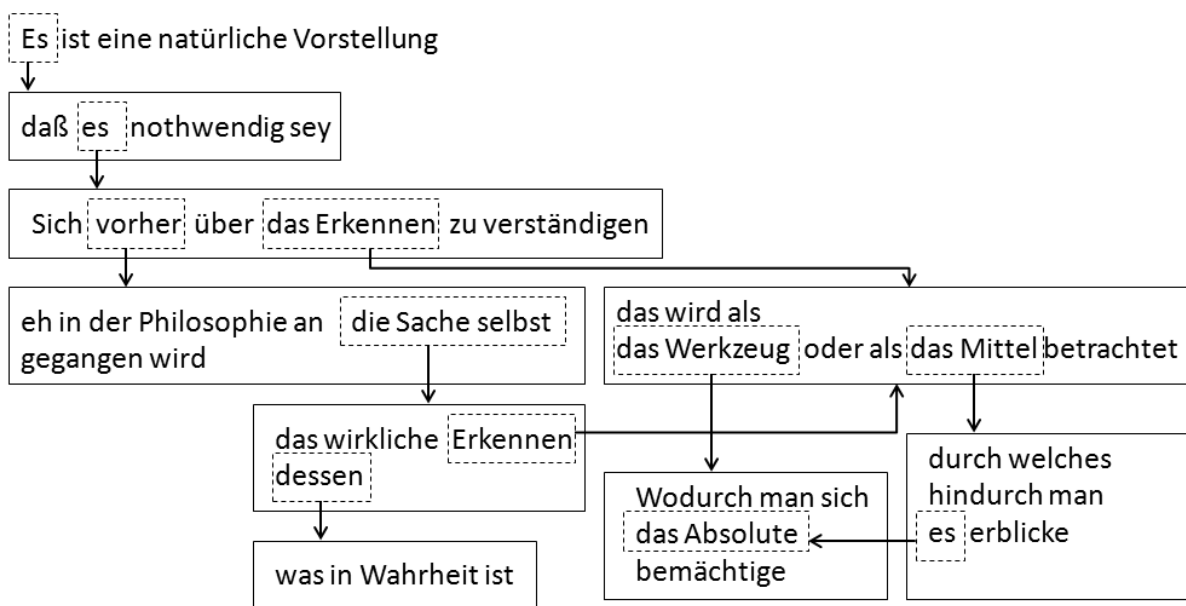 Es ist eine natürliche Vorstellung
daß es nothwendig sey
Sich vorher über das Erkennen zu verständigen
eh in der Philosophie an die Sache selbst
gegangen wird
das wird als
das Werkzeug oder als das Mittel betrachtet
das wirkliche Erkennen
dessen
was in Wahrheit ist
Wodurch man sich
das Absolute
bemächtige
durch welches
hindurch man
es erblicke